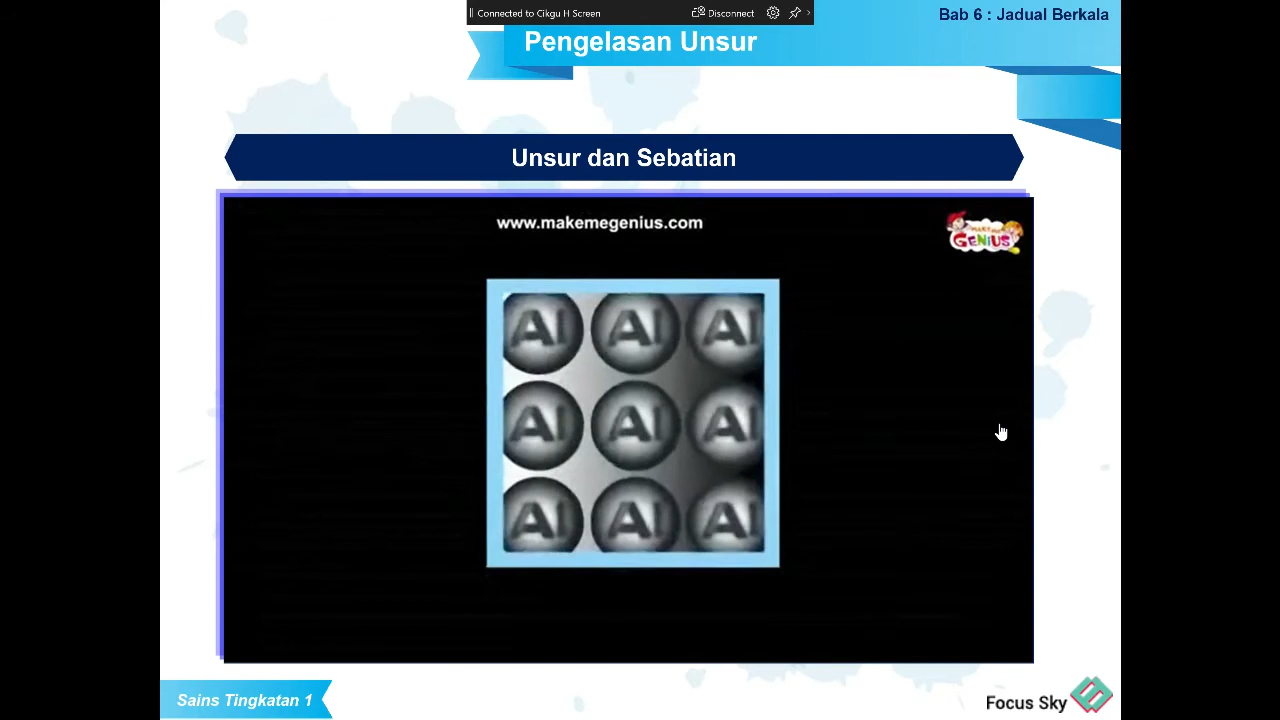 Connected to Cikgu H Screen
Disconnect
Bab 6 : Jadual Berkala
Pengelasan Unsur
Unsur dan Sebatian
www.makemegenius.com
GENIUS
Al Al Al
Al Al Al
Al Al Al
Sains Tingkatan 1
Focus Sky